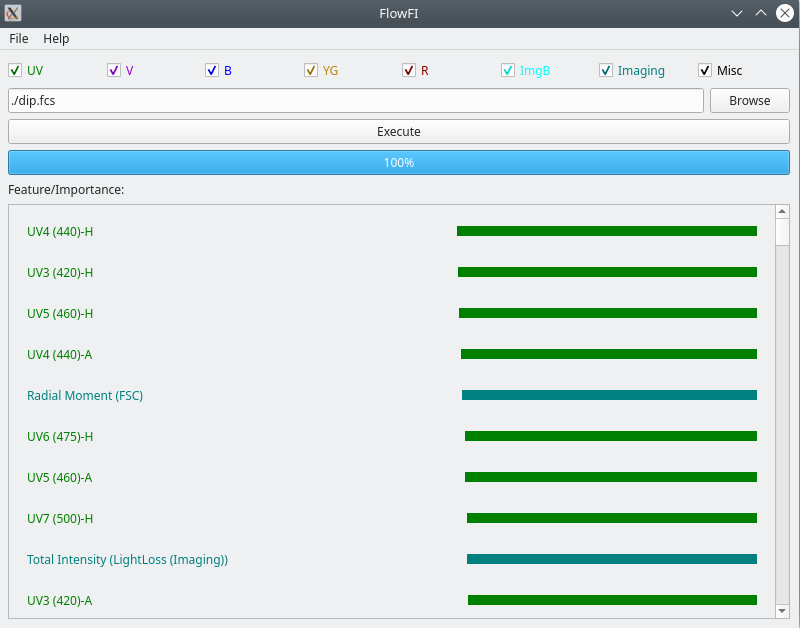 FlowFI
File Help
UV V B YG R ImgB Imaging Misc
./dip.fcs Browse
Execute
100%
Feature/Importance:
UV4 (440)-H
UV3 (420)-H
UV5 (460)-H
UV4 (440)-A
Radial Moment (FSC)
UV6 (475)-H
UV5 (460)-A
UV7 (500)-H
Total Intensity (LightLoss (Imaging))
UV3 (420)-A